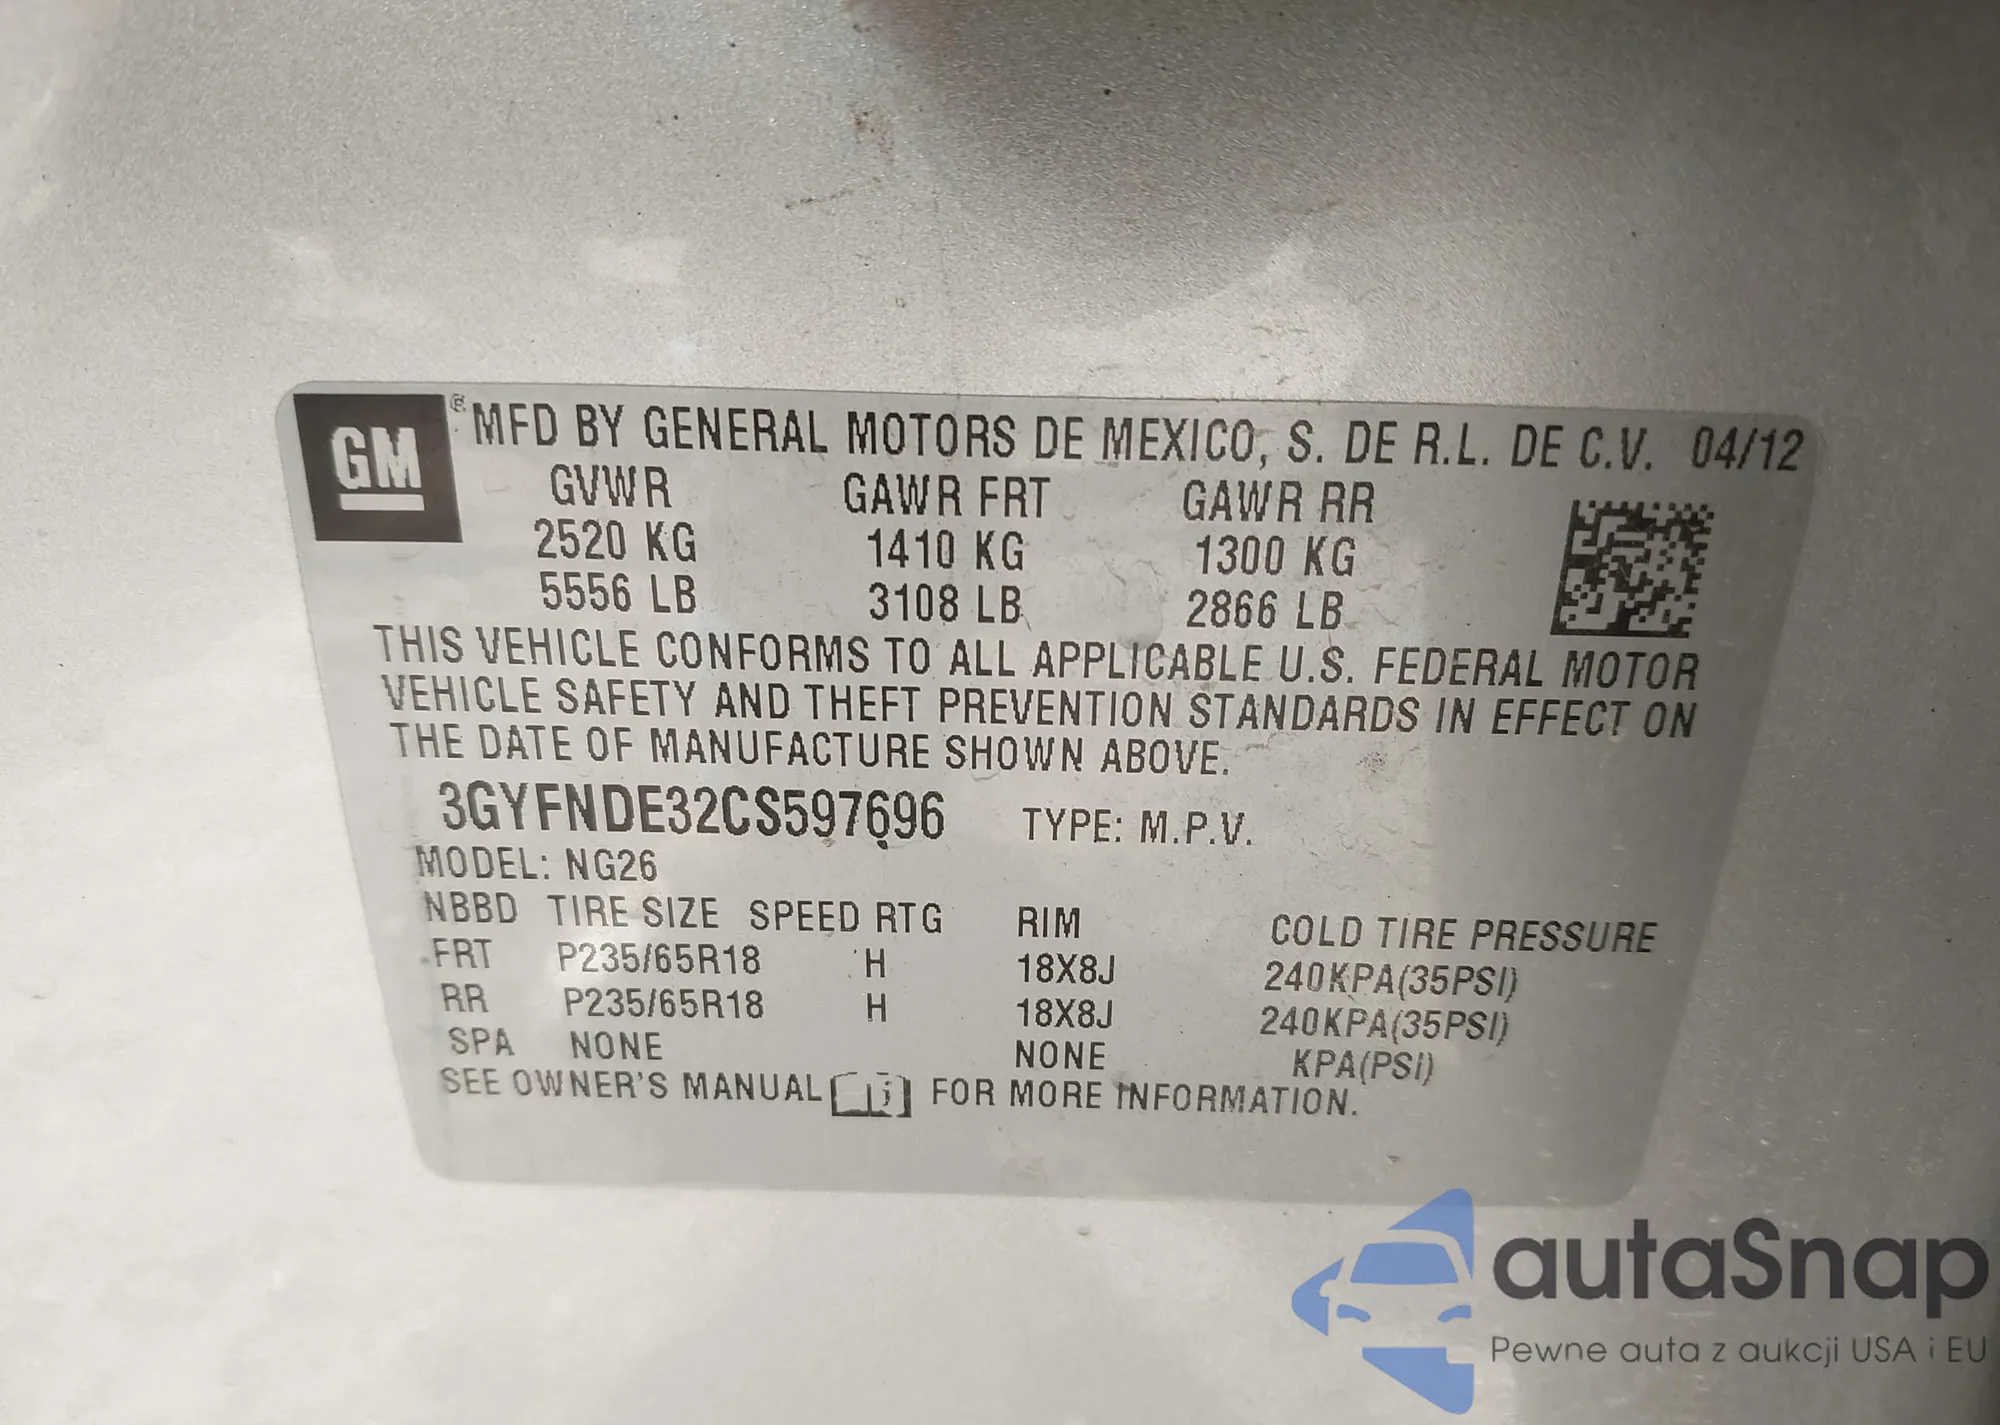 GM ® MFD BY GENERAL MOTORS DE MEXICO, S. DE R.L. DE C.V. 04/12
GVWR GAWR FRT GAWR RR
2520 KG 1410 KG 1300 KG
5556 LB 3108 LB 2866 LB
THIS VEHICLE CONFORMS TO ALL APPLICABLE U.S. FEDERAL MOTOR
VEHICLE SAFETY AND THEFT PREVENTION STANDARDS IN EFFECT ON
THE DATE OF MANUFACTURE SHOWN ABOVE.
3GYFNDE32CS597696 TYPE: M.P.V.
MODEL: NG26
NBBD TIRE SIZE SPEED RTG RIM COLD TIRE PRESSURE
FRT P235/65R18 H 18X8J 240KPA(35PSI)
RR P235/65R18 H 18X8J 240KPA(35PSI)
SPA NONE NONE KPA(PSI)
SEE OWNER'S MANUAL FOR MORE INFORMATION.
autaSnap
Pewne auta z aukcji USA i EU